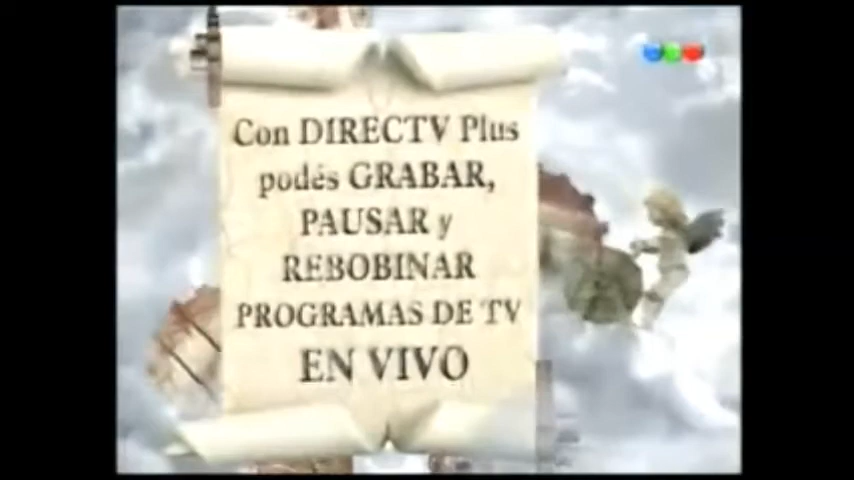 Con DIRECTV Plus
podés GRABAR,
PAUSAR y
REBOBINAR
PROGRAMAS DE TV
EN VIVO